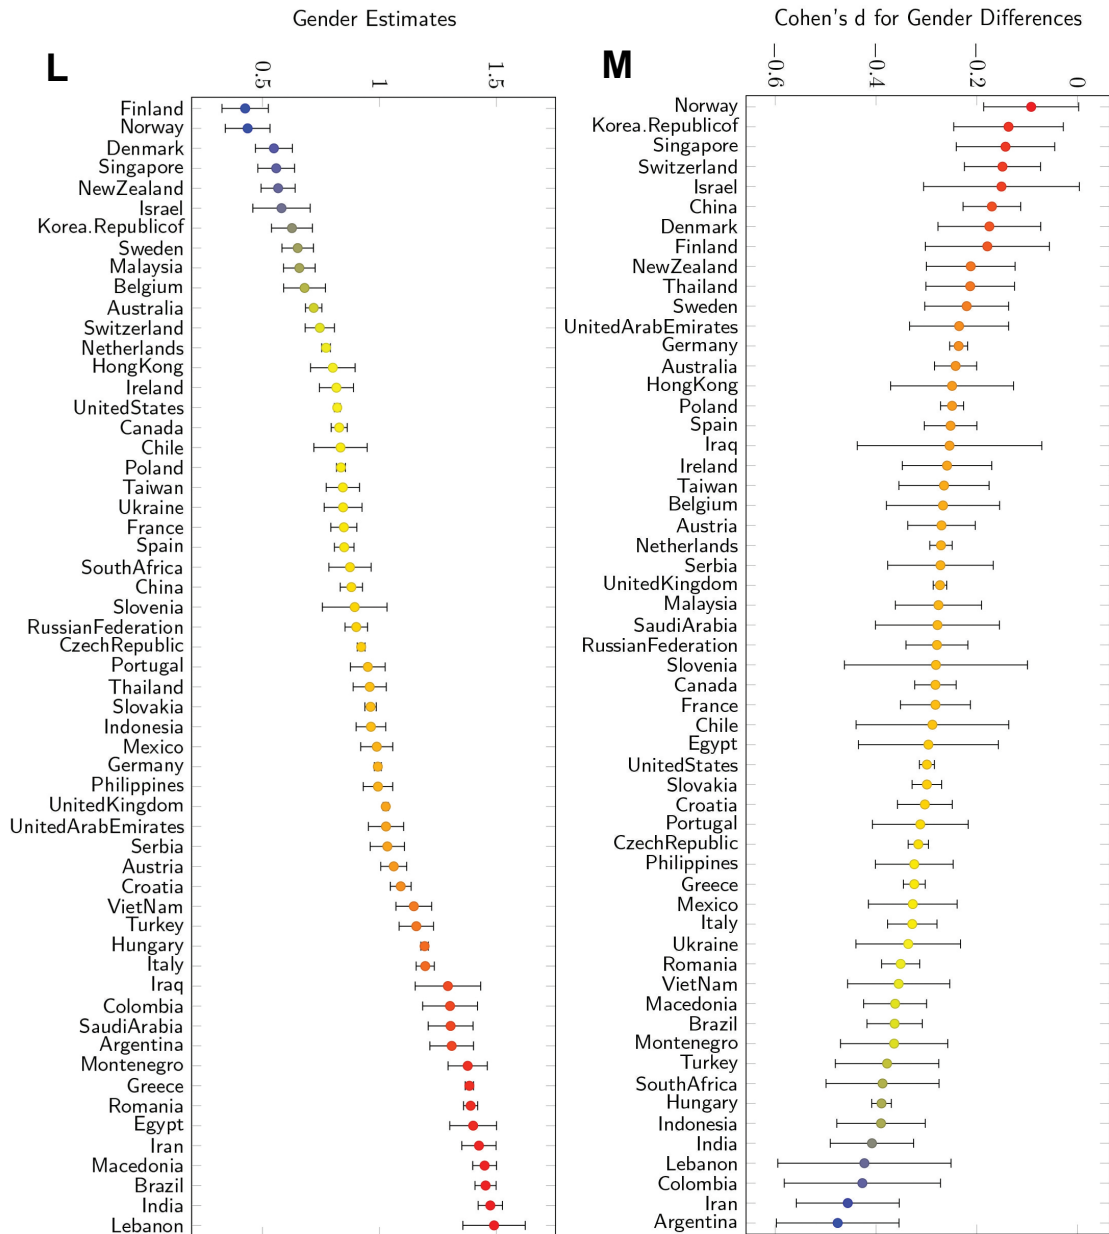 Gender Estimates
L
0.5
1
1.5
Finland
Norway
Denmark
Singapore
NewZealand
Israel
Korea.Republicof
Sweden
Malaysia
Belgium
Australia
Switzerland
Netherlands
HongKong
Ireland
UnitedStates
Canada
Chile
Poland
Taiwan
Ukraine
France
Spain
SouthAfrica
China
Slovenia
RussianFederation
CzechRepublic
Portugal
Thailand
Slovakia
Indonesia
Mexico
Germany
Philippines
UnitedKingdom
UnitedArabEmirates
Serbia
Austria
Croatia
VietNam
Turkey
Hungary
Italy
Iraq
Colombia
SaudiArabia
Argentina
Montenegro
Greece
Romania
Egypt
Iran
Macedonia
Brazil
India
Lebanon
Cohen's d for Gender Differences
M
−0.6
−0.4
−0.2
0
Norway
Korea.Republicof
Singapore
Switzerland
Israel
China
Denmark
Finland
NewZealand
Thailand
Sweden
UnitedArabEmirates
Germany
Australia
HongKong
Poland
Spain
Iraq
Ireland
Taiwan
Belgium
Austria
Netherlands
Serbia
UnitedKingdom
Malaysia
SaudiArabia
RussianFederation
Slovenia
Canada
France
Chile
Egypt
UnitedStates
Slovakia
Croatia
Portugal
CzechRepublic
Philippines
Greece
Mexico
Italy
Ukraine
Romania
VietNam
Macedonia
Brazil
Montenegro
Turkey
SouthAfrica
Hungary
Indonesia
India
Lebanon
Colombia
Iran
Argentina